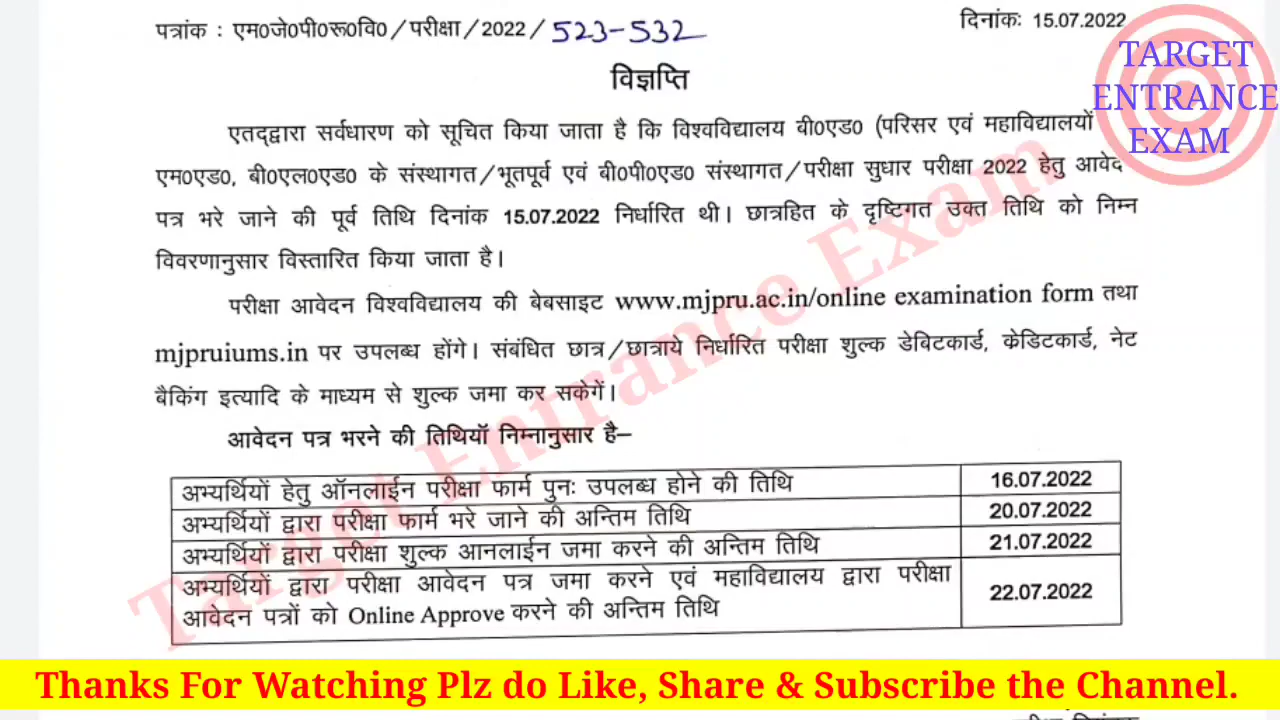 पत्रांक : एम0जे0पी0रू0वि0/परीक्षा/2022/523-532
दिनांकः 15.07.2022
TARGET
ENTRANCE
EXAM
विज्ञप्ति
एतद्द्वारा सर्वधारण को सूचित किया जाता है कि विश्वविद्यालय बी0एड0 (परिसर एवं महाविद्यालयों
एम0एड0, बी0एल0एड0 के संस्थागत/भूतपूर्व एवं बी0पी0एड0 संस्थागत/परीक्षा सुधार परीक्षा 2022 हेतु आवेद
पत्र भरे जाने की पूर्व तिथि दिनांक 15.07.2022 निर्धारित थी। छात्रहित के दृष्टिगत उक्त तिथि को निम्न
विवरणानुसार विस्तारित किया जाता है।
परीक्षा आवेदन विश्वविद्यालय की बेबसाइट www.mjpru.ac.in/online examination form तथा
mjpruiums.in पर उपलब्ध होंगे। संबंधित छात्र/छात्राये निर्धारित परीक्षा शुल्क डेबिटकार्ड, क्रेडिटकार्ड, नेट
बैकिंग इत्यादि के माध्यम से शुल्क जमा कर सकेगें।
आवेदन पत्र भरने की तिथियॉ निम्नानुसार है–
अभ्यर्थियों हेतु ऑनलाईन परीक्षा फार्म पुनः उपलब्ध होने की तिथि 16.07.2022
अभ्यर्थियों द्वारा परीक्षा फार्म भरे जाने की अन्तिम तिथि 20.07.2022
अभ्यर्थियों द्वारा परीक्षा शुल्क आनलाईन जमा करने की अन्तिम तिथि 21.07.2022
अभ्यर्थियों द्वारा परीक्षा आवेदन पत्र जमा करने एवं महाविद्यालय द्वारा परीक्षा
आवेदन पत्रों को Online Approve करने की अन्तिम तिथि 22.07.2022
Target Entrance Exam
Thanks For Watching Plz do Like, Share & Subscribe the Channel.